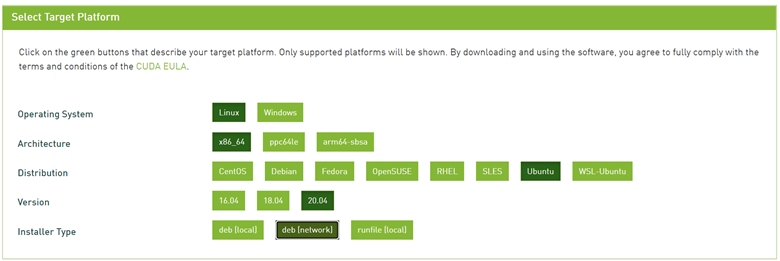 Select Target Platform
Click on the green buttons that describe your target platform. Only supported platforms will be shown. By downloading and using the software, you agree to fully comply with the
terms and conditions of the CUDA EULA.
Operating System Linux Windows
Architecture x86_64 ppc64le arm64-sbsa
Distribution CentOS Debian Fedora OpenSUSE RHEL SLES Ubuntu WSL-Ubuntu
Version 16.04 18.04 20.04
Installer Type deb [local] deb [network] runfile [local]